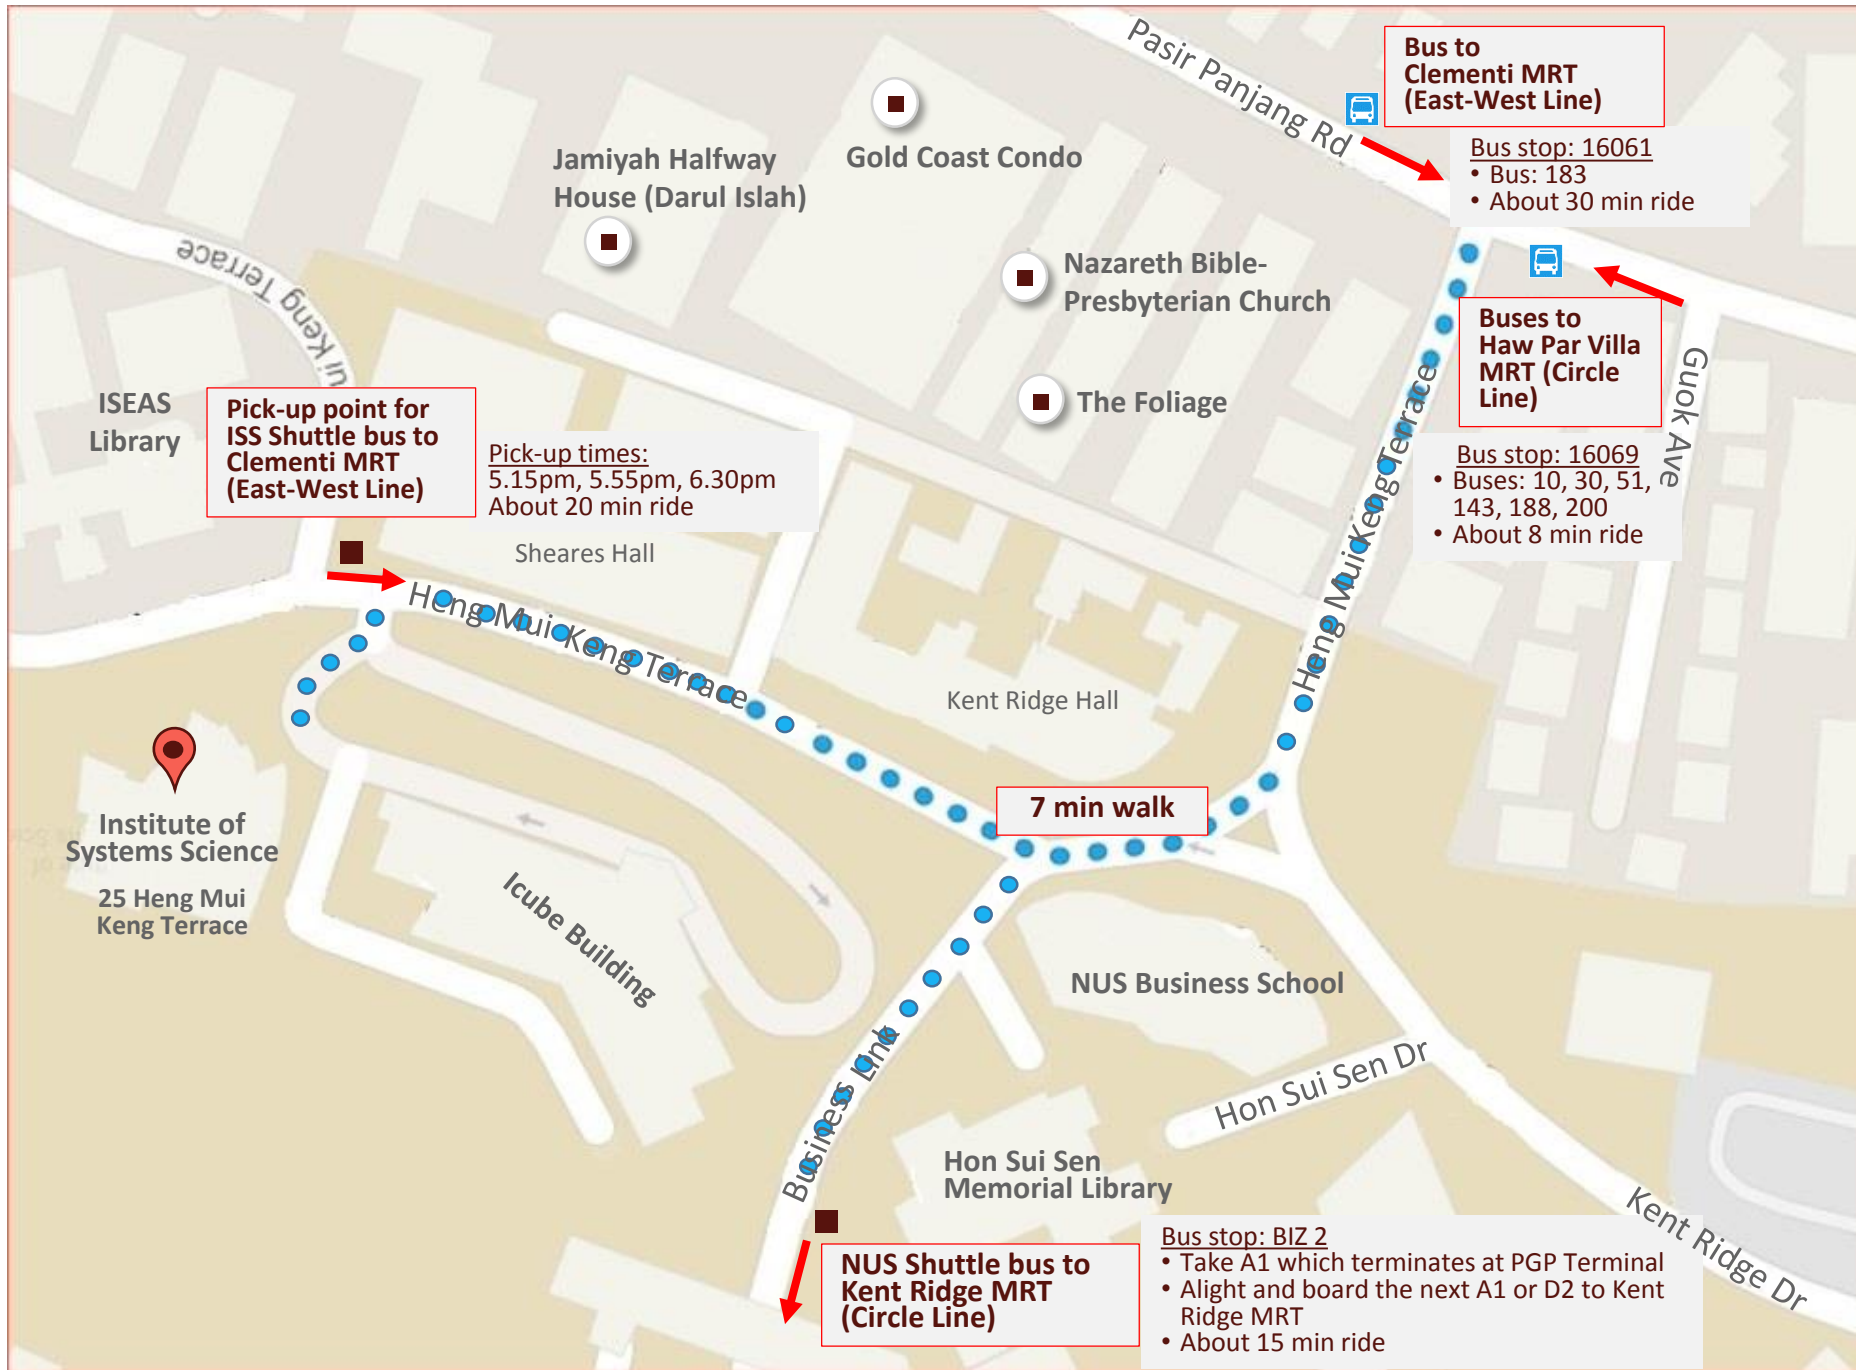 Pasir Panjang Rd
Bus to
Clementi MRT
(East-West Line)
Bus stop: 16061
• Bus: 183
• About 30 min ride
Gold Coast Condo
Jamiyah Halfway
House (Darul Islah)
Nazareth Bible-
Presbyterian Church
The Foliage
Buses to
Haw Par Villa
MRT (Circle
Line)
Guok Ave
Bus stop: 16069
• Buses: 10, 30, 51,
143, 188, 200
• About 8 min ride
Heng Mui Keng Terrace
ui Keng Terrace
ISEAS
Library
Pick-up point for
ISS Shuttle bus to
Clementi MRT
(East-West Line)
Pick-up times:
5.15pm, 5.55pm, 6.30pm
About 20 min ride
Sheares Hall
Heng Mui Keng Terrace
Kent Ridge Hall
7 min walk
Institute of
Systems Science
25 Heng Mui
Keng Terrace
Icube Building
NUS Business School
Business Link
Hon Sui Sen Dr
Hon Sui Sen
Memorial Library
Kent Ridge Dr
NUS Shuttle bus to
Kent Ridge MRT
(Circle Line)
Bus stop: BIZ 2
• Take A1 which terminates at PGP Terminal
• Alight and board the next A1 or D2 to Kent
Ridge MRT
• About 15 min ride